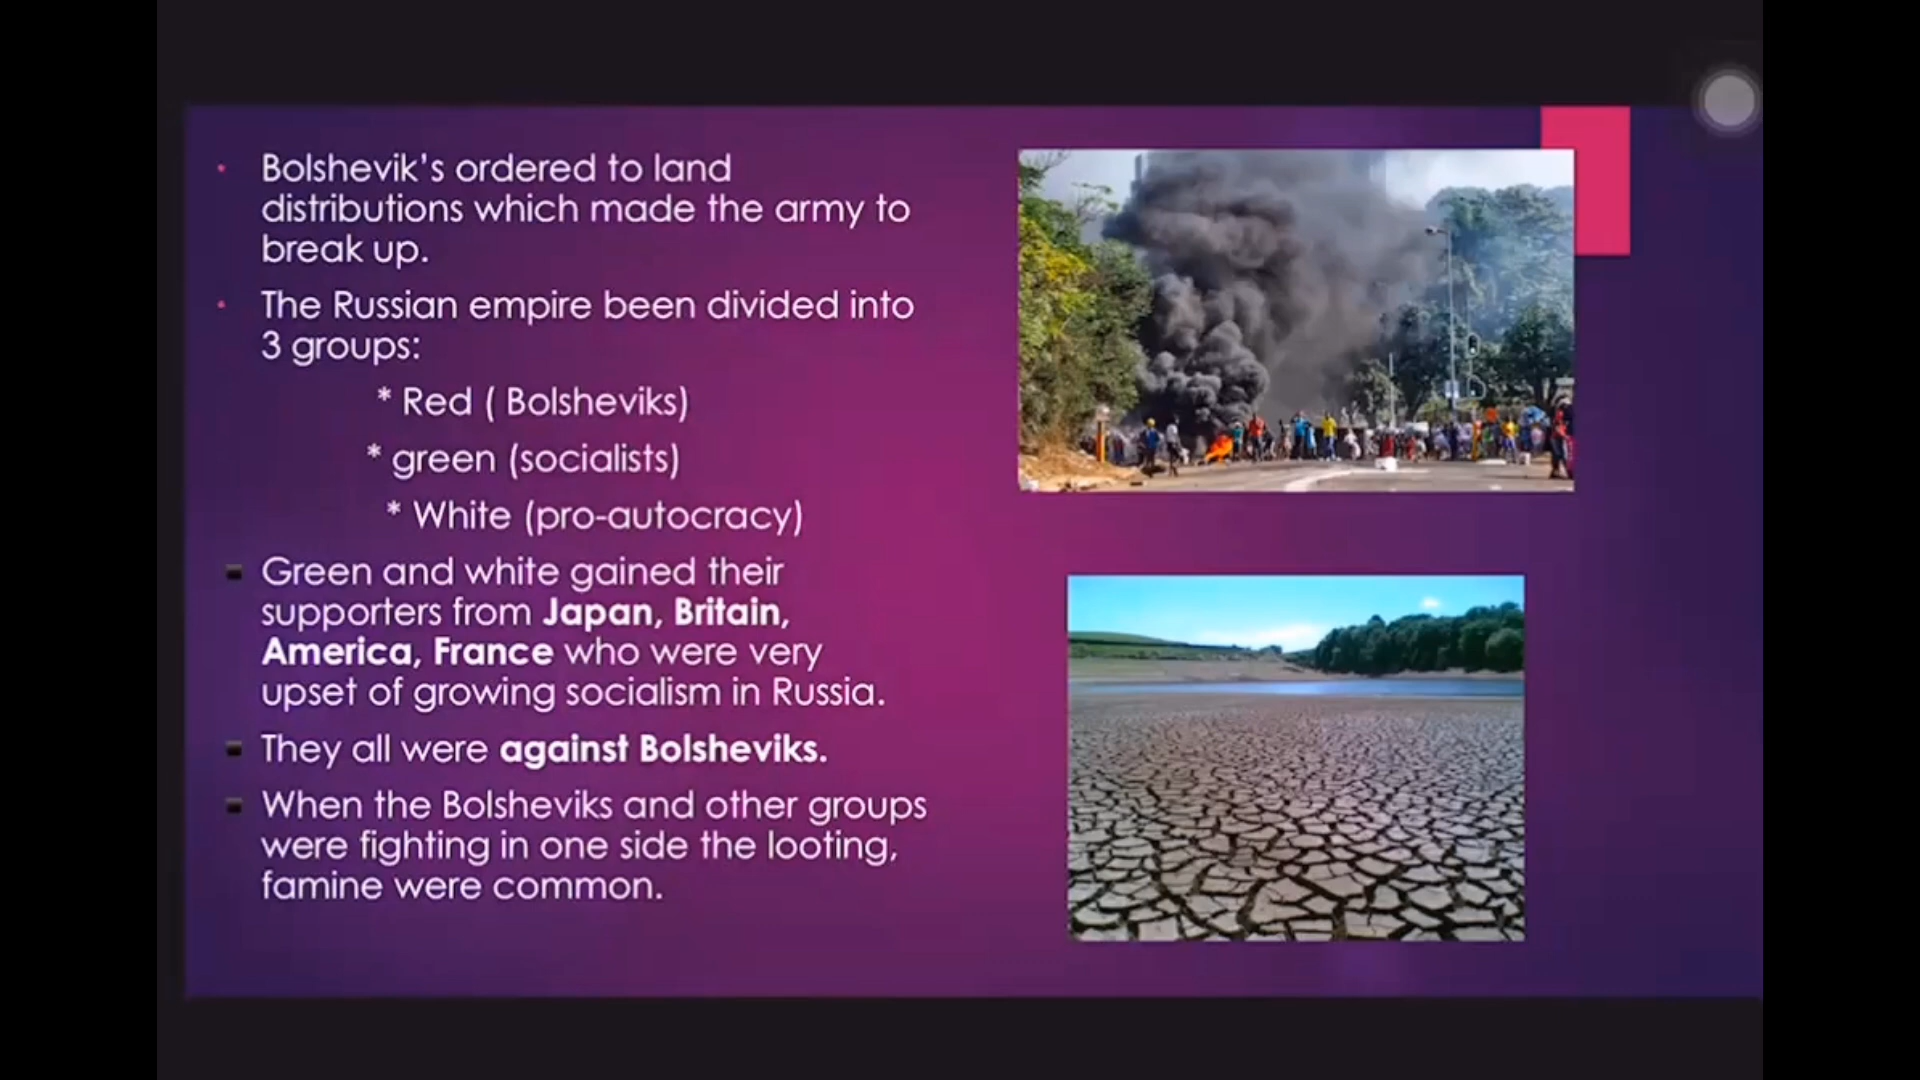 Bolshevik's ordered to land
distributions which made the army to
break up.
The Russian empire been divided into
3 groups:
* Red ( Bolsheviks)
* green (socialists)
* White (pro-autocracy)
Green and white gained their
supporters from Japan, Britain,
America, France who were very
upset of growing socialism in Russia.
They all were against Bolsheviks.
When the Bolsheviks and other groups
were fighting in one side the looting,
famine were common.